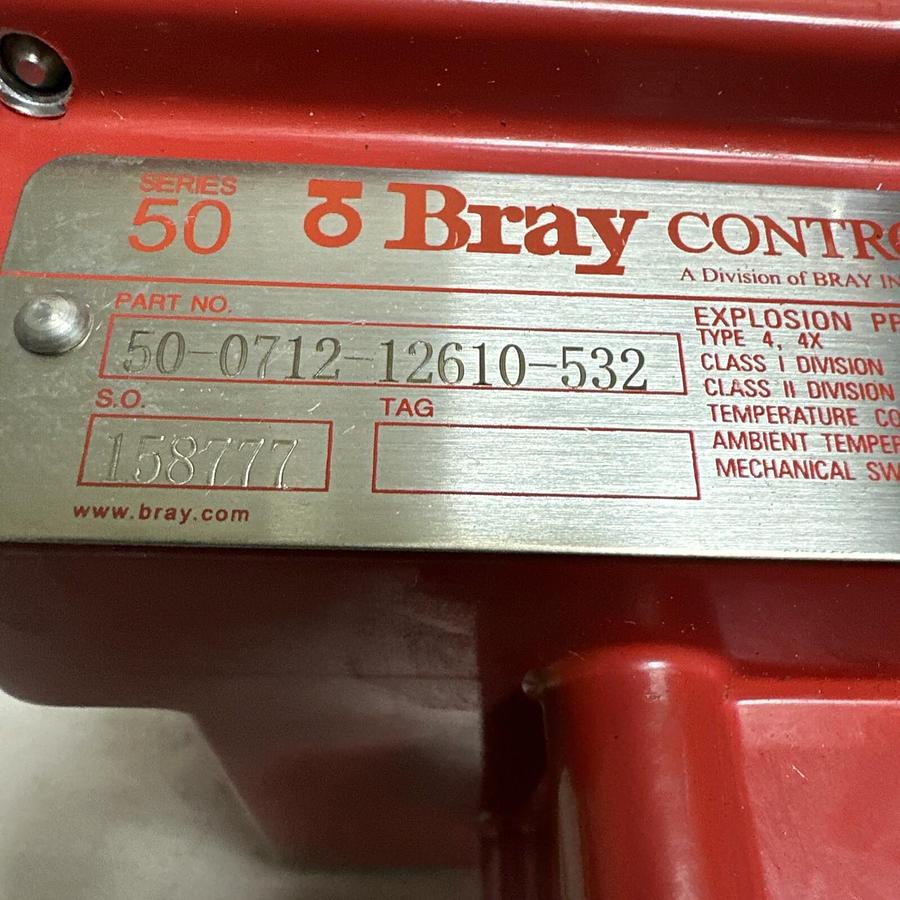 SERIES
50
Bray CONTRO
A Division of BRAY IN
PART NO.
50-0712-12610-532
S.O.
158777
TAG
www.bray.com
EXPLOSION PR
TYPE 4, 4X
CLASS I DIVISION
CLASS II DIVISION
TEMPERATURE CO
AMBIENT TEMPER
MECHANICAL SW